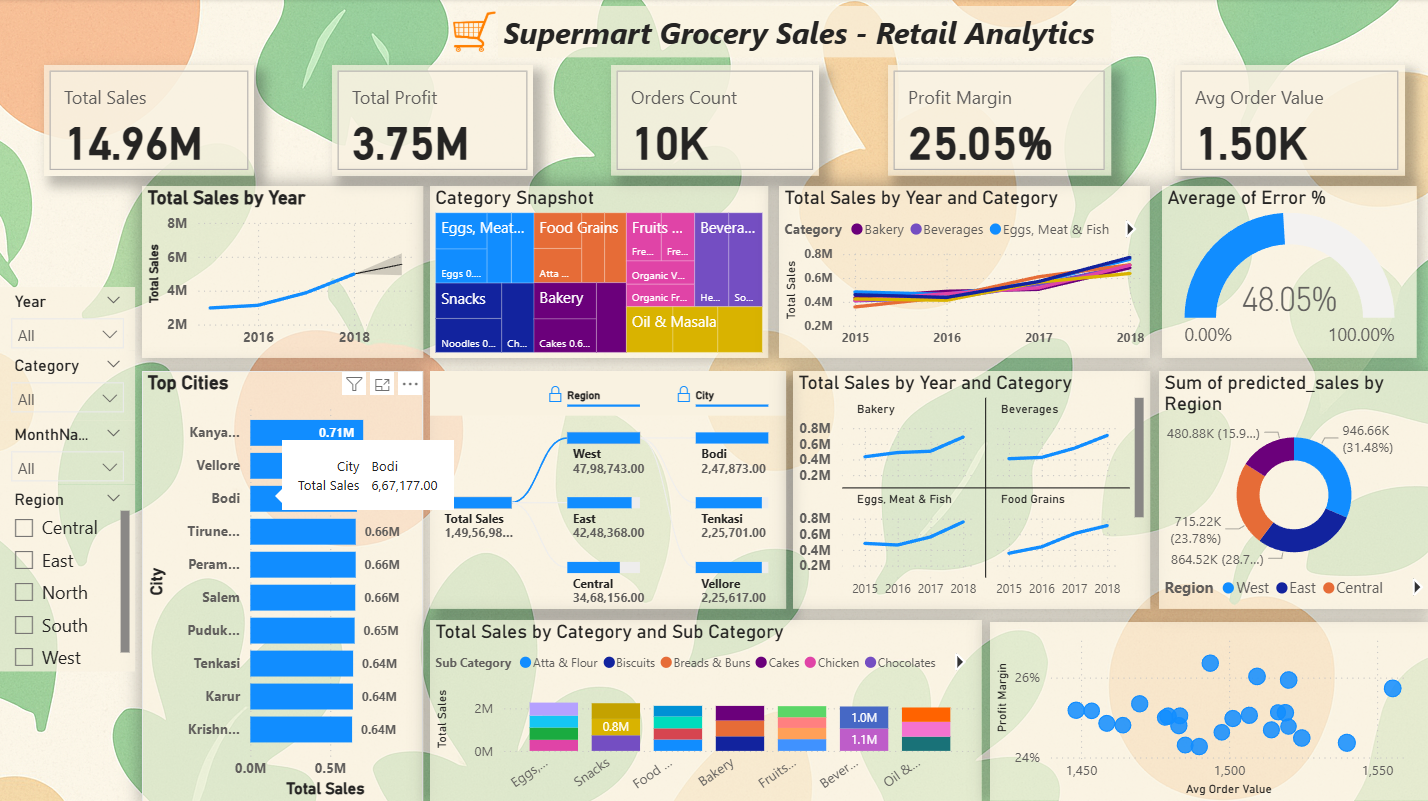 Supermart Grocery Sales - Retail Analytics
Total Sales
14.96M
Total Profit
3.75M
Orders Count
10K
Profit Margin
25.05%
Avg Order Value
1.50K
Year
All
Category
All
MonthNa...
All
Region
Central
East
North
South
West
Total Sales by Year
Total Sales
8M
6M
4M
2M
2016
2018
Category Snapshot
Eggs, Meat...
Eggs 0....
Food Grains
Atta ...
Fruits ...
Fre...
Fre...
Organic V...
Organic Fr...
Bevera...
He...
So...
Snacks
Noodles 0...
Ch...
Bakery
Cakes 0.6...
Oil & Masala
Total Sales by Year and Category
Category
Bakery
Beverages
Eggs, Meat & Fish
Total Sales
0.8M
0.6M
0.4M
0.2M
2015
2016
2017
2018
Average of Error %
48.05%
0.00%
100.00%
Top Cities
City
Kanya...
0.71M
Vellore
Bodi
Tirune...
0.66M
Peram...
0.66M
Salem
0.66M
Puduk...
0.65M
Tenkasi
0.64M
Karur
0.64M
Krishn...
0.64M
0.0M
0.5M
Total Sales
City Bodi
Total Sales 6,67,177.00
Total Sales
1,49,56,98...
Region
West
47,98,743.00
East
42,48,368.00
Central
34,68,156.00
City
Bodi
2,47,873.00
Tenkasi
2,25,701.00
Vellore
2,25,617.00
Total Sales by Year and Category
Bakery
Beverages
0.8M
0.6M
0.4M
0.2M
Eggs, Meat & Fish
Food Grains
0.8M
0.6M
0.4M
0.2M
2015 2016 2017 2018
2015 2016 2017 2018
Sum of predicted_sales by
Region
480.88K (15.9...)
946.66K
(31.48%)
715.22K
(23.78%)
864.52K (28.7...)
Region
West
East
Central
Total Sales by Category and Sub Category
Sub Category
Atta & Flour
Biscuits
Breads & Buns
Cakes
Chicken
Chocolates
Total Sales
2M
0M
0.8M
1.0M
1.1M
Eggs,...
Snacks
Food ...
Bakery
Fruits...
Bever...
Oil &...
Profit Margin
26%
24%
1,450
1,500
1,550
Avg Order Value